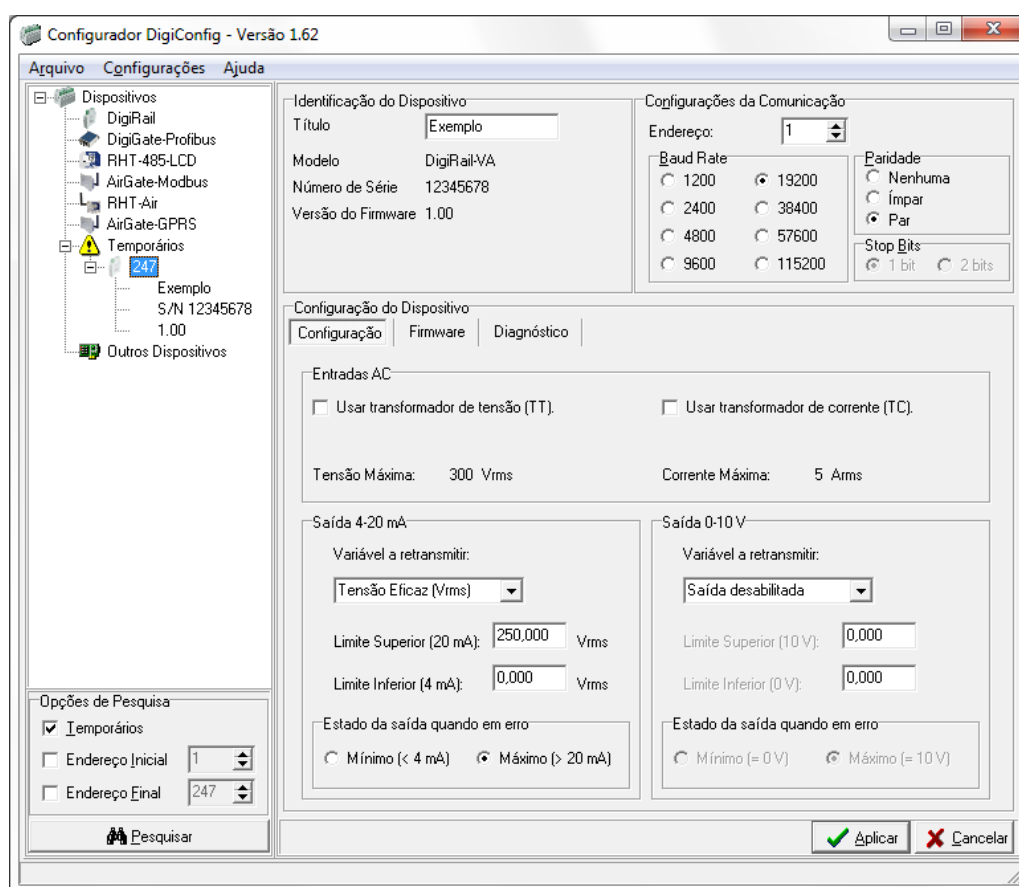 Configurador DigiConfig - Versão 1.62
Arquivo Configurações Ajuda
Dispositivos
DigiRail
DigiGate-Profibus
RHT-485-LCD
AirGate-Modbus
RHT-Air
AirGate-GPRS
Temporários
247
Exemplo
S/N 12345678
1.00
Outros Dispositivos
Opções de Pesquisa
Temporários
Endereço Inicial 1
Endereço Final 247
Pesquisar
Identificação do Dispositivo
Título Exemplo
Modelo DigiRail-VA
Número de Série 12345678
Versão do Firmware 1.00
Configurações da Comunicação
Endereço: 1
Baud Rate
1200 19200
2400 38400
4800 57600
9600 115200
Paridade
Nenhuma
Ímpar
Par
Stop Bits
1 bit 2 bits
Configuração do Dispositivo
Configuração Firmware Diagnóstico
Entradas AC
Usar transformador de tensão (TT). Usar transformador de corrente (TC).
Tensão Máxima: 300 Vrms Corrente Máxima: 5 Arms
Saída 4-20 mA
Variável a retransmitir:
Tensão Eficaz (Vrms)
Limite Superior (20 mA): 250,000 Vrms
Limite Inferior (4 mA): 0,000 Vrms
Estado da saída quando em erro
Mínimo (< 4 mA) Máximo (> 20 mA)
Saída 0-10 V
Variável a retransmitir:
Saída desabilitada
Limite Superior (10 V): 0,000
Limite Inferior (0 V): 0,000
Estado da saída quando em erro
Mínimo (= 0 V) Máximo (= 10 V)
Aplicar Cancelar